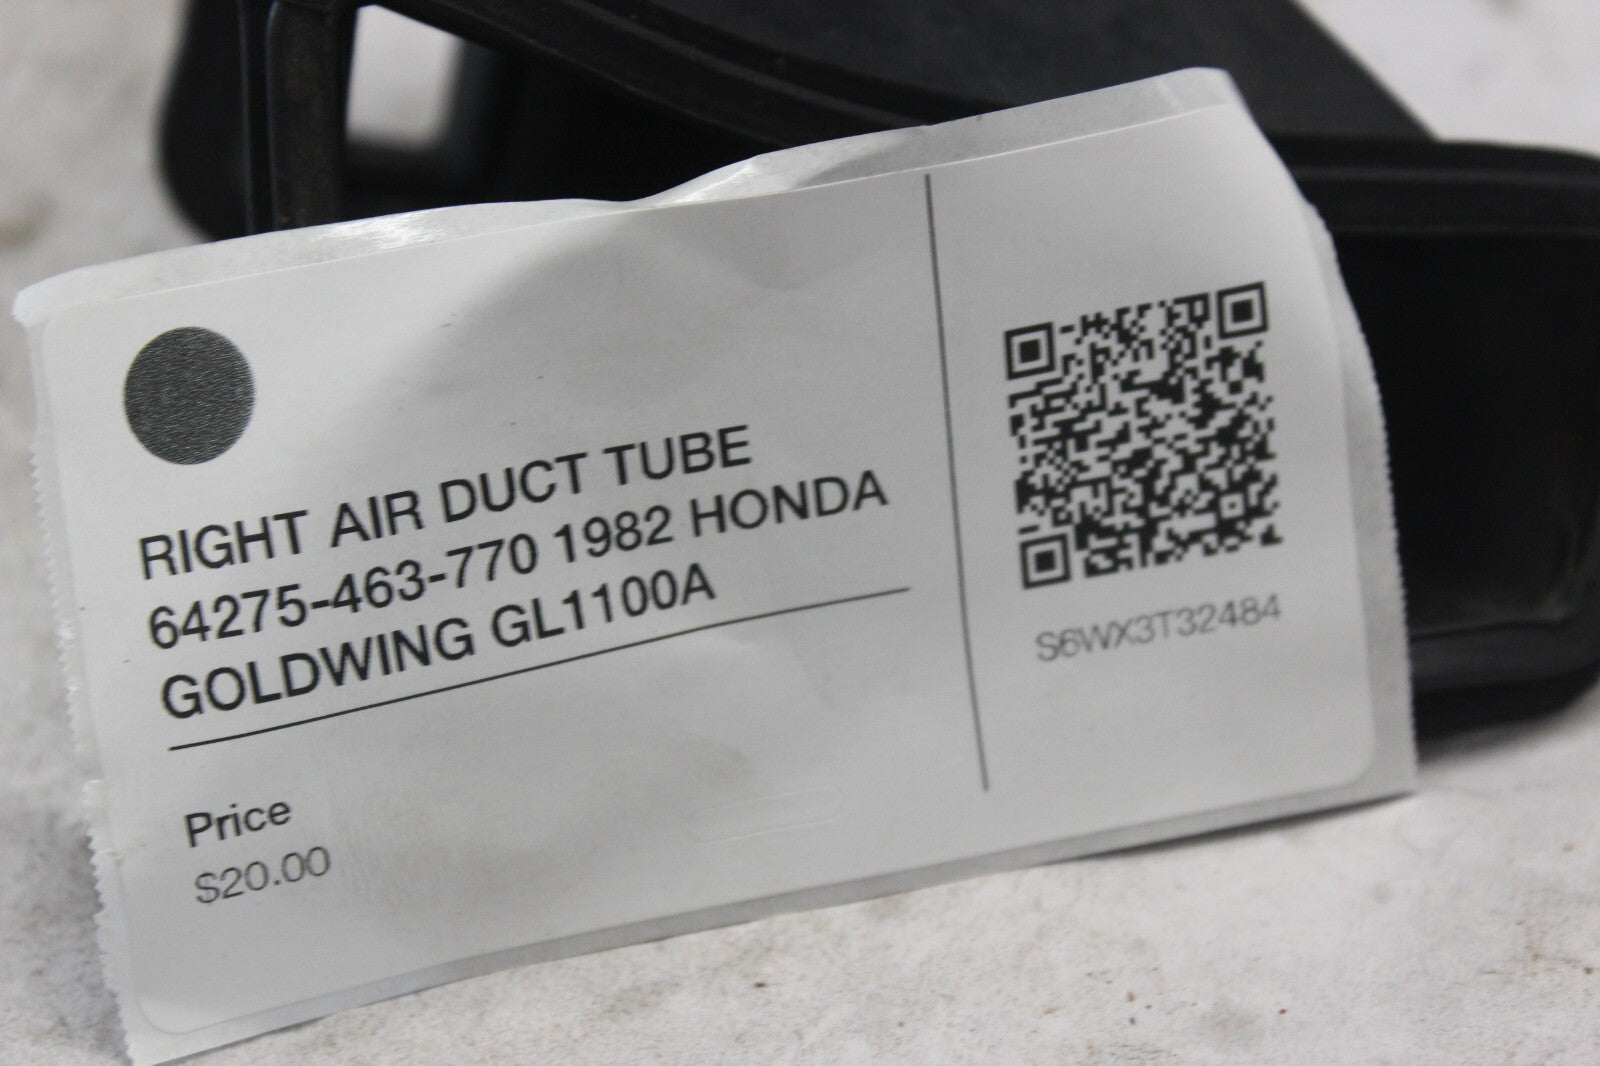 RIGHT AIR DUCT TUBE
64275-463-770 1982 HONDA
GOLDWING GL1100A
Price
$20.00
S6WX3T32484